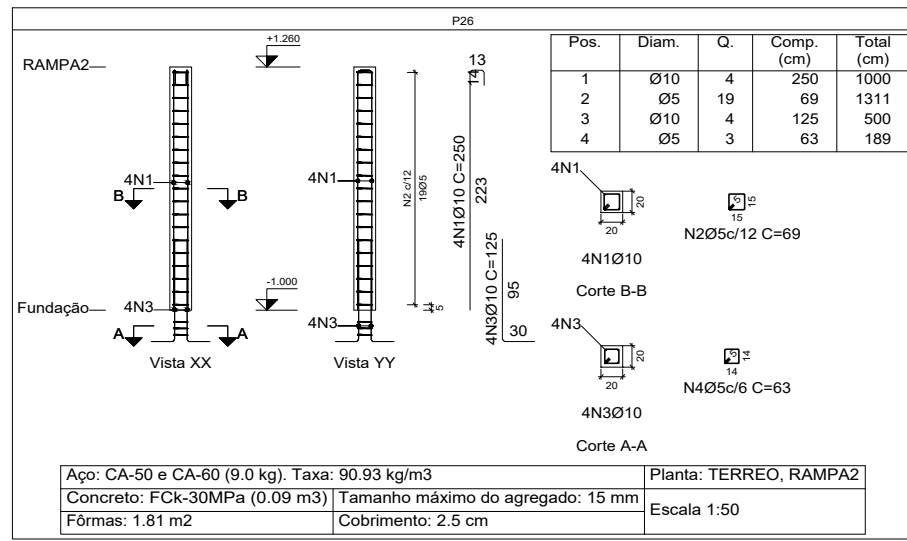 P26
+1.260
RAMPA2
4N1
B
B
-1.000
Fundação
4N3
A
A
Vista XX
4N1
4N3
Vista YY
N2 c/12
19Ø5
5
13
14
4N1Ø10 C=250
223
4N3Ø10 C=125
95
30
Pos. Diam. Q. Comp. (cm) Total (cm)
1 Ø10 4 250 1000
2 Ø5 19 69 1311
3 Ø10 4 125 500
4 Ø5 3 63 189
4N1
20
20
4N1Ø10
Corte B-B
5
15
15
N2Ø5c/12 C=69
4N3
20
20
4N3Ø10
Corte A-A
5
14
14
N4Ø5c/6 C=63
Aço: CA-50 e CA-60 (9.0 kg). Taxa: 90.93 kg/m3
Planta: TERREO, RAMPA2
Concreto: FCk-30MPa (0.09 m3)
Tamanho máximo do agregado: 15 mm
Escala 1:50
Fôrmas: 1.81 m2
Cobrimento: 2.5 cm